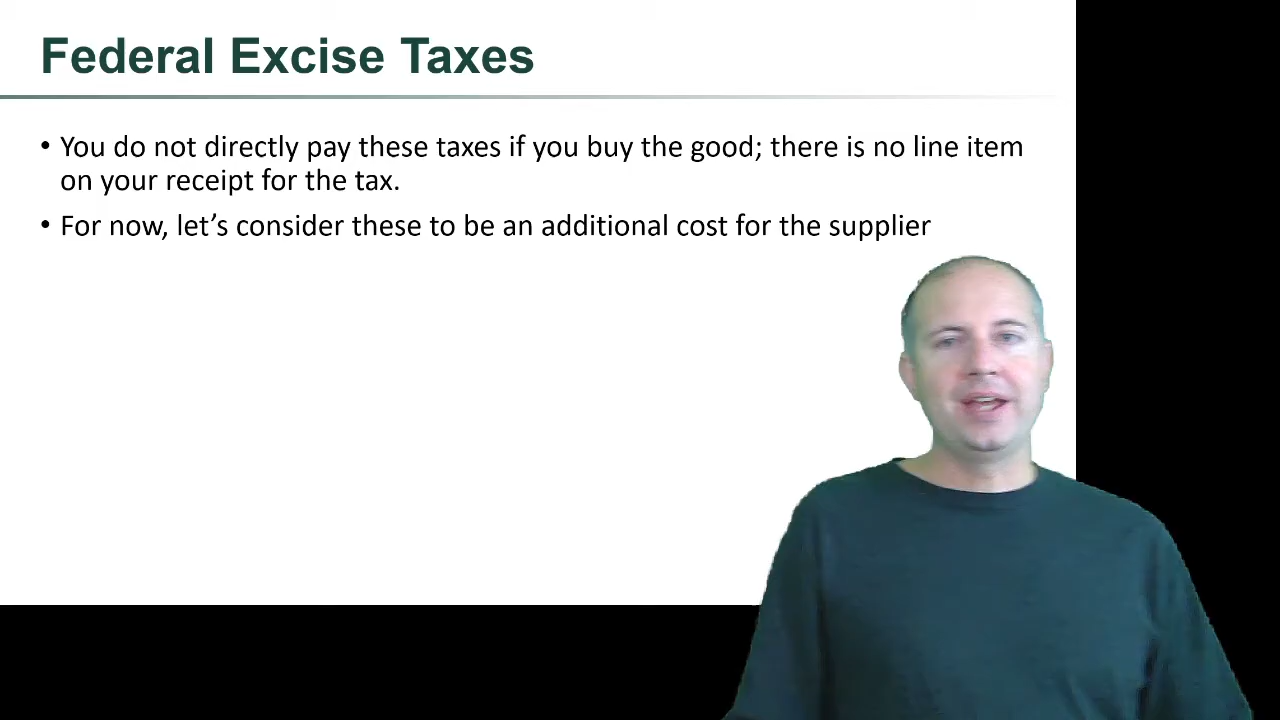 Federal Excise Taxes
• You do not directly pay these taxes if you buy the good; there is no line item
on your receipt for the tax.
• For now, let’s consider these to be an additional cost for the supplier